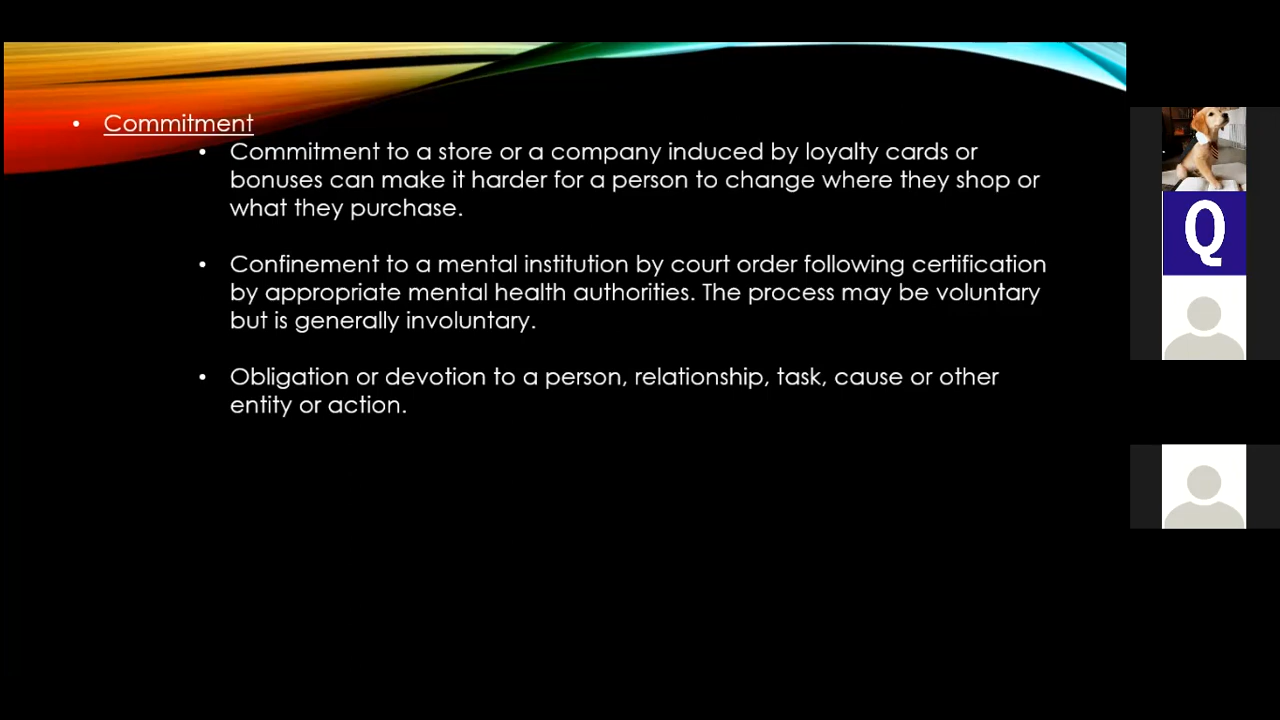 • Commitment
• Commitment to a store or a company induced by loyalty cards or
bonuses can make it harder for a person to change where they shop or
what they purchase.
• Confinement to a mental institution by court order following certification
by appropriate mental health authorities. The process may be voluntary
but is generally involuntary.
• Obligation or devotion to a person, relationship, task, cause or other
entity or action.
Q